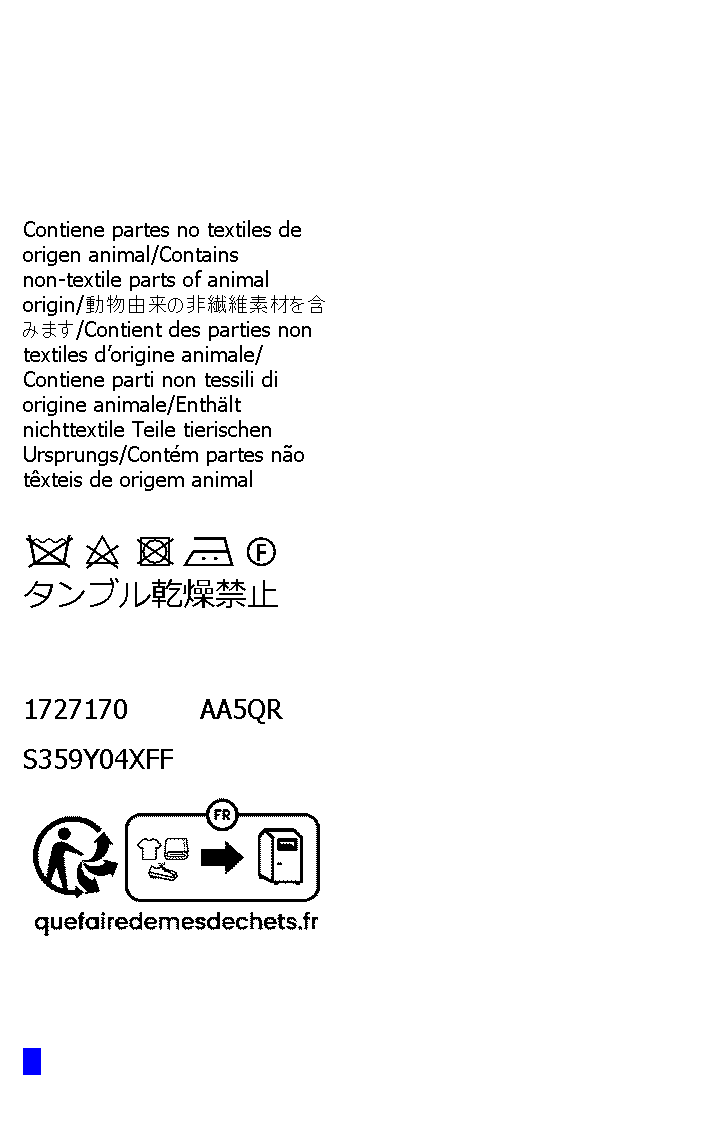 Contiene partes no textiles de
origen animal/Contains
non-textile parts of animal
origin/動物由来の非繊維素材を含
みます/Contient des parties non
textiles d’origine animale/
Contiene parti non tessili di
origine animale/Enthält
nichttextile Teile tierischen
Ursprungs/Contém partes não
têxteis de origem animal
F
タンブル乾燥禁止
1727170 AA5QR
S359Y04XFF
FR
quefairedemesdechets.fr